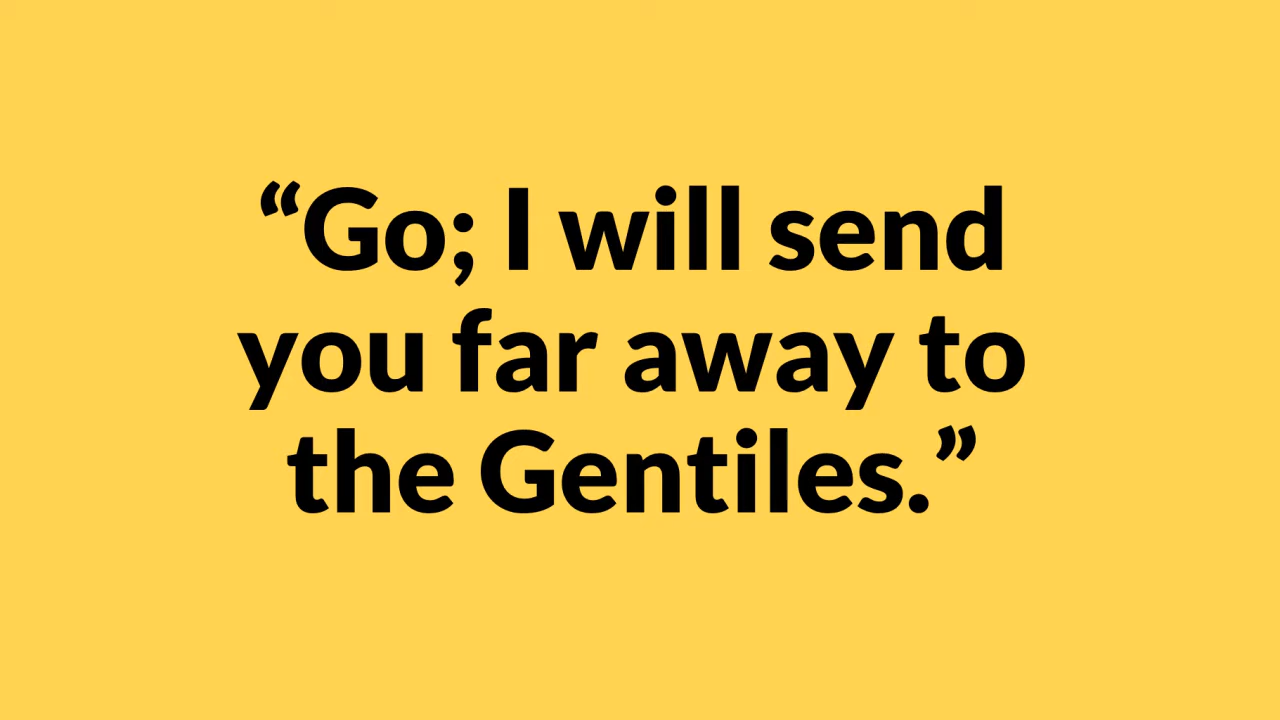 “Go; I will send
you far away to
the Gentiles.”